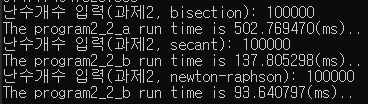 난수개수 입력(과제2, bisection): 100000
The program2_2_a run time is 502.769470(ms)..
난수개수 입력(과제2, secant): 100000
The program2_2_b run time is 137.805298(ms)..
난수개수 입력(과제2, newton-raphson): 100000
The program2_2_b run time is 93.640797(ms)..